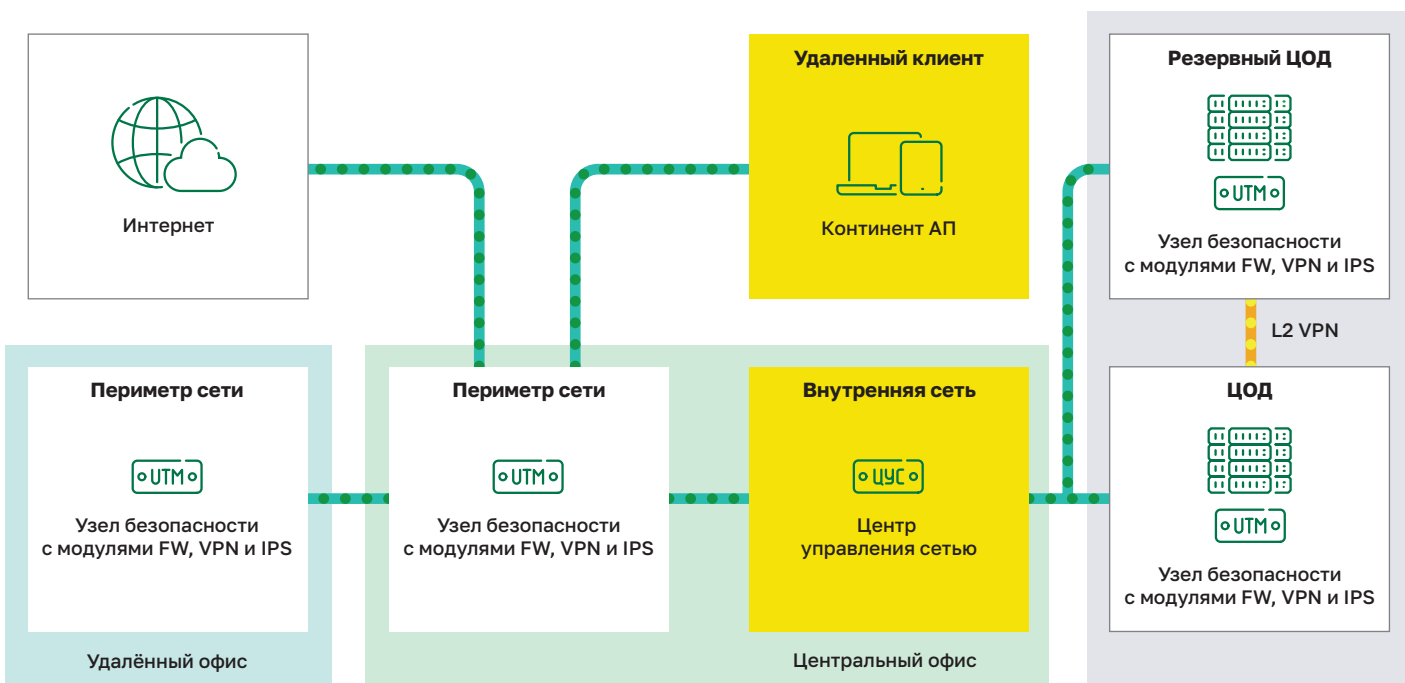 Интернет
Удаленный клиент
Континент АП
Резервный ЦОД
UTM
Узел безопасности
с модулями FW, VPN и IPS
L2 VPN
Периметр сети
UTM
Узел безопасности
с модулями FW, VPN и IPS
Удалённый офис
Периметр сети
UTM
Узел безопасности
с модулями FW, VPN и IPS
Внутренняя сеть
ЦУС
Центр
управления сетью
Центральный офис
ЦОД
UTM
Узел безопасности
с модулями FW, VPN и IPS